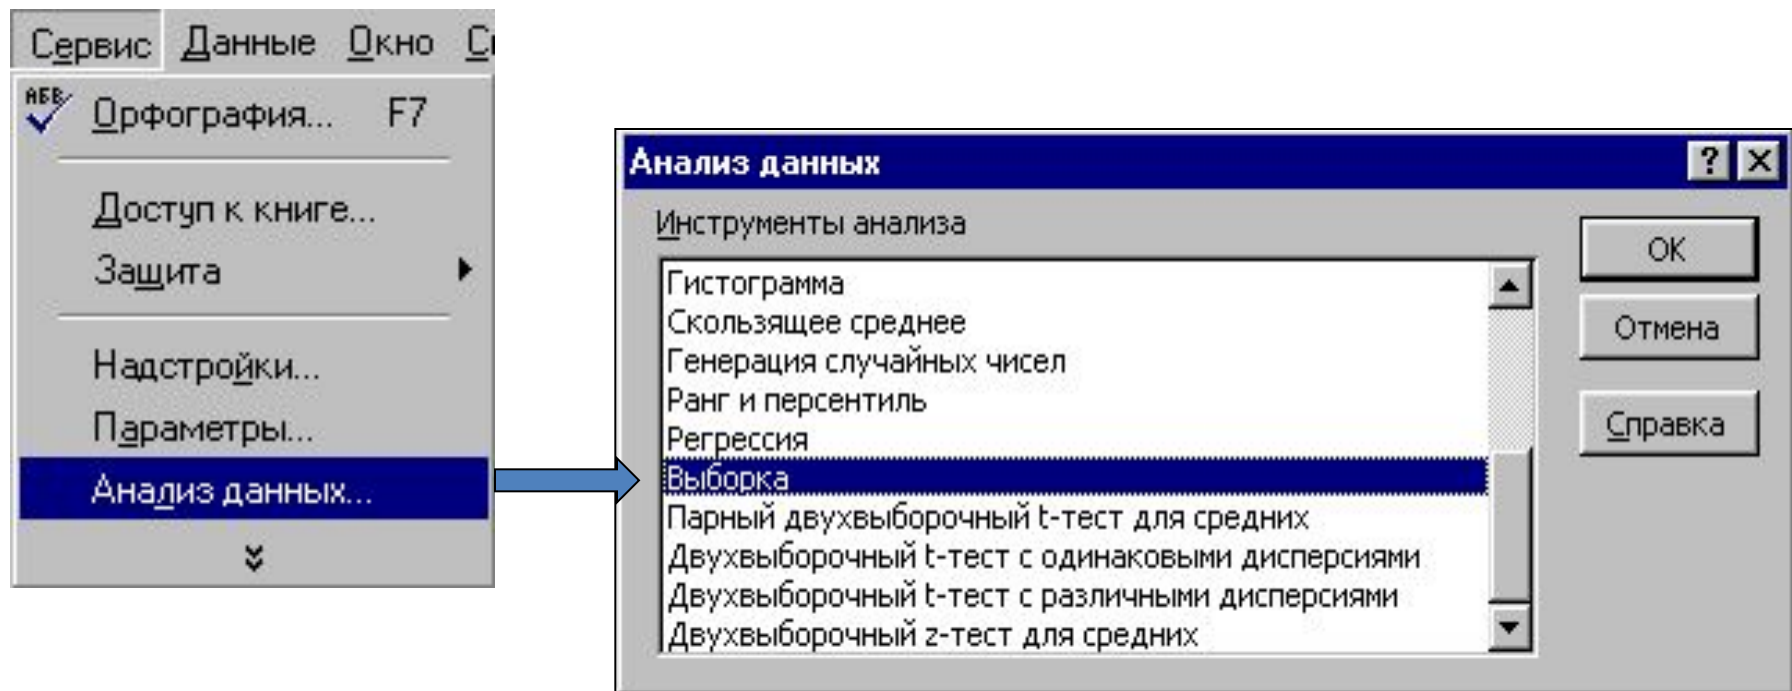 Сервис Данные Окно
АБВ
Орфография... F7
Доступ к книге...
Защита
Надстройки...
Параметры...
Анализ данных...
Анализ данных
Инструменты анализа
Гистограмма
Скользящее среднее
Генерация случайных чисел
Ранг и персентиль
Регрессия
Выборка
Парный двухвыборочный t-тест для средних
Двухвыборочный t-тест с одинаковыми дисперсиями
Двухвыборочный t-тест с различными дисперсиями
Двухвыборочный z-тест для средних
OK
Отмена
Справка